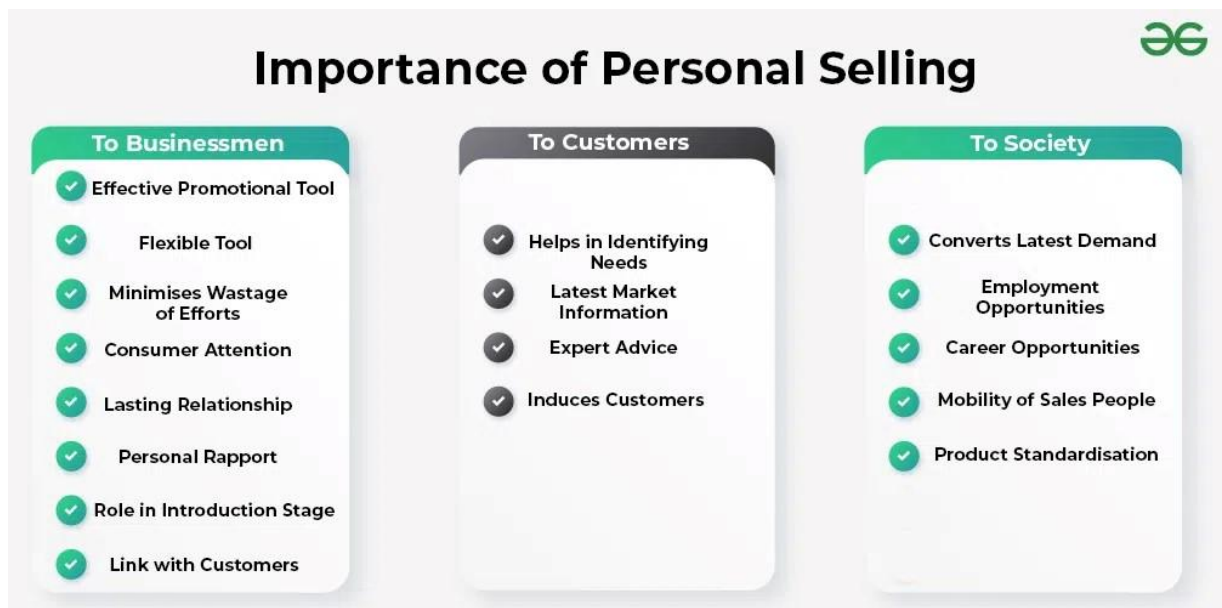 Importance of Personal Selling
To Businessmen
Effective Promotional Tool
Flexible Tool
Minimises Wastage
of Efforts
Consumer Attention
Lasting Relationship
Personal Rapport
Role in Introduction Stage
Link with Customers
To Customers
Helps in Identifying
Needs
Latest Market
Information
Expert Advice
Induces Customers
To Society
Converts Latest Demand
Employment
Opportunities
Career Opportunities
Mobility of Sales People
Product Standardisation